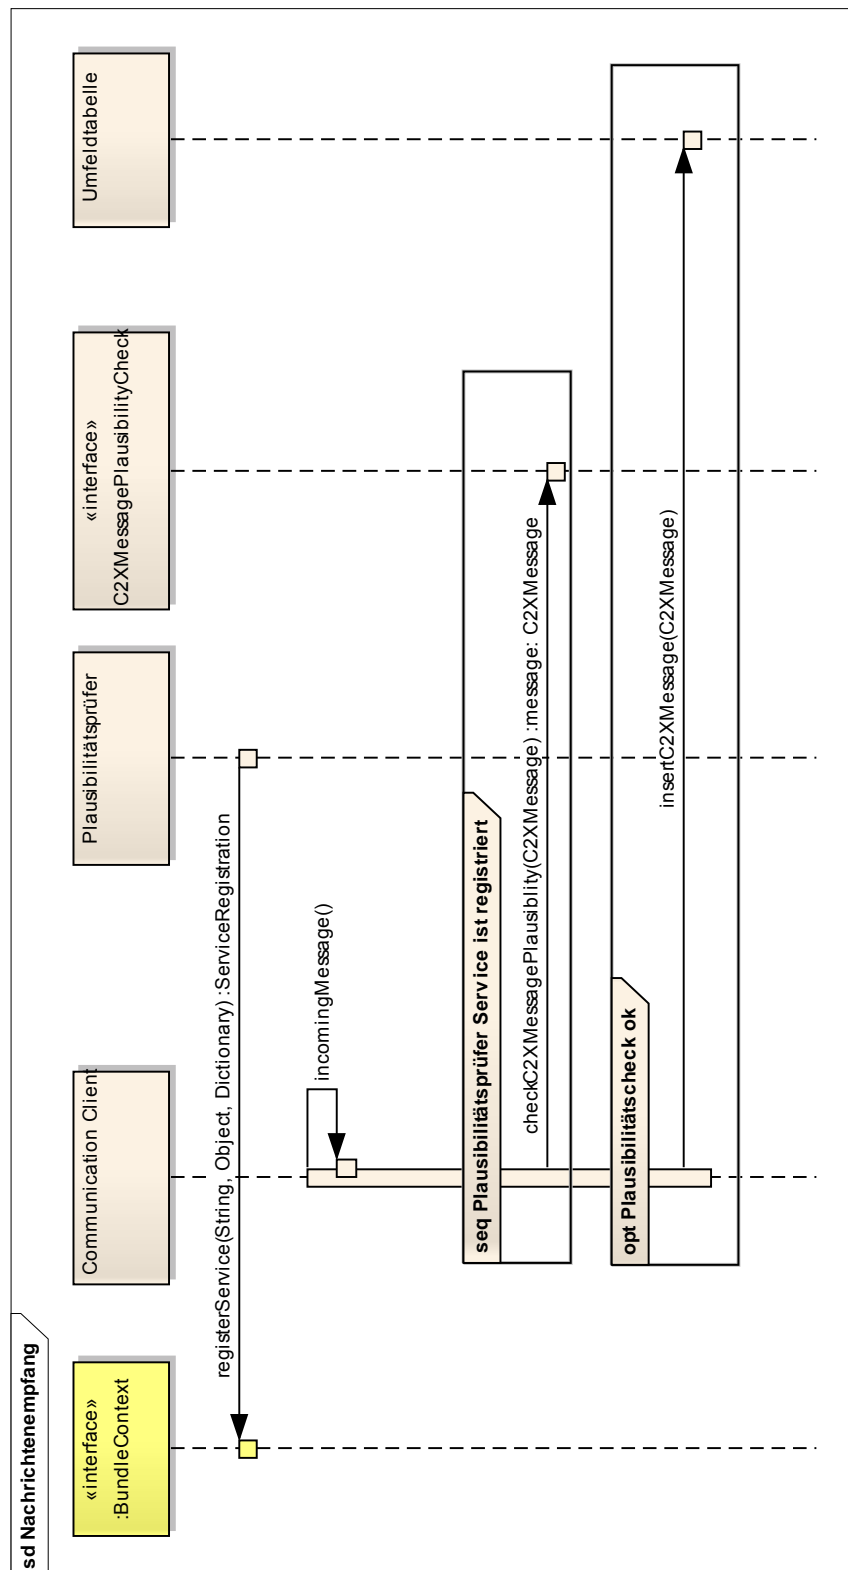 sd Nachrichtenempfang
«interface»
:BundleContext
Communication Client
Plausibilitätsprüfer
«interface»
C2XMessagePlausibilityCheck
Umfeldtabelle
registerService(String, Object, Dictionary) :ServiceRegistration
incomingMessage()
seq Plausibilitätsprüfer Service ist registriert
checkC2XMessagePlausiblity(C2XMessage) :message: C2XMessage
opt Plausibilitätscheck ok
insertC2XMessage(C2XMessage)